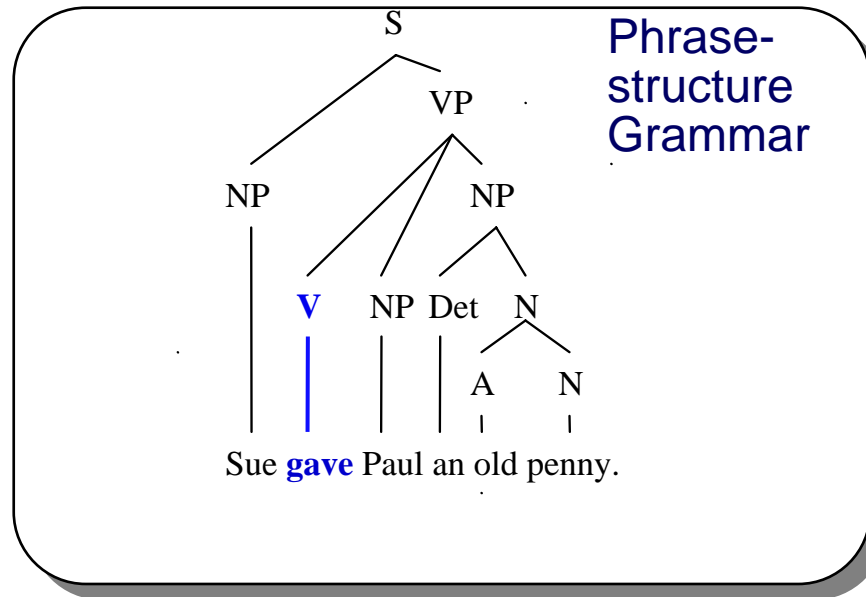 S
Phrase-
structure
Grammar
VP
NP NP
V NP Det N
A N
Sue gave Paul an old penny.